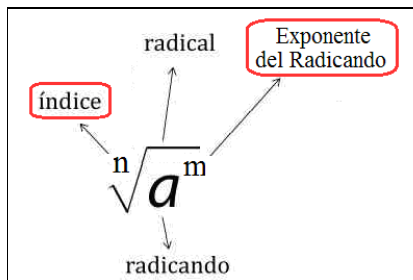 radical
Exponente
del Radicando
índice
n√a^m
radicando